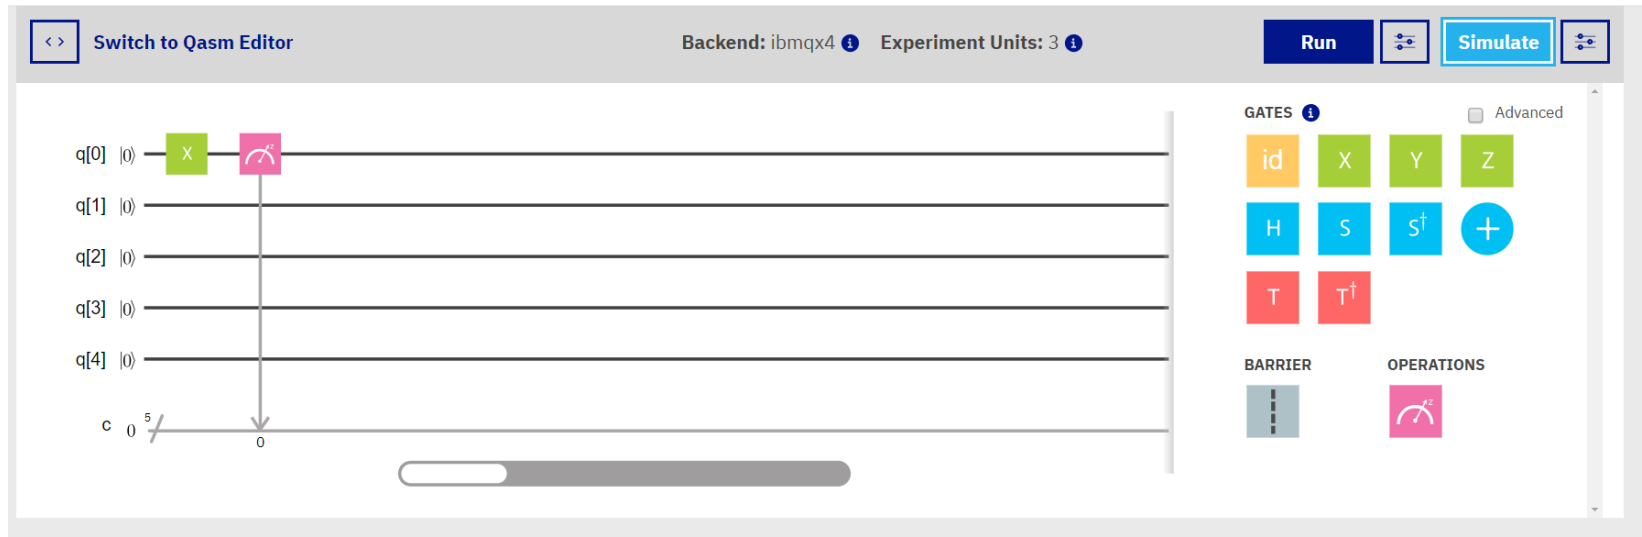 <> Switch to Qasm Editor Backend: ibmqx4 i Experiment Units: 3 i Run Simulate
GATES i Advanced
q[0] |0⟩ X z
q[1] |0⟩
q[2] |0⟩
q[3] |0⟩
q[4] |0⟩
c 0 5
0
id X Y Z
H S S† +
T T†
BARRIER OPERATIONS
z